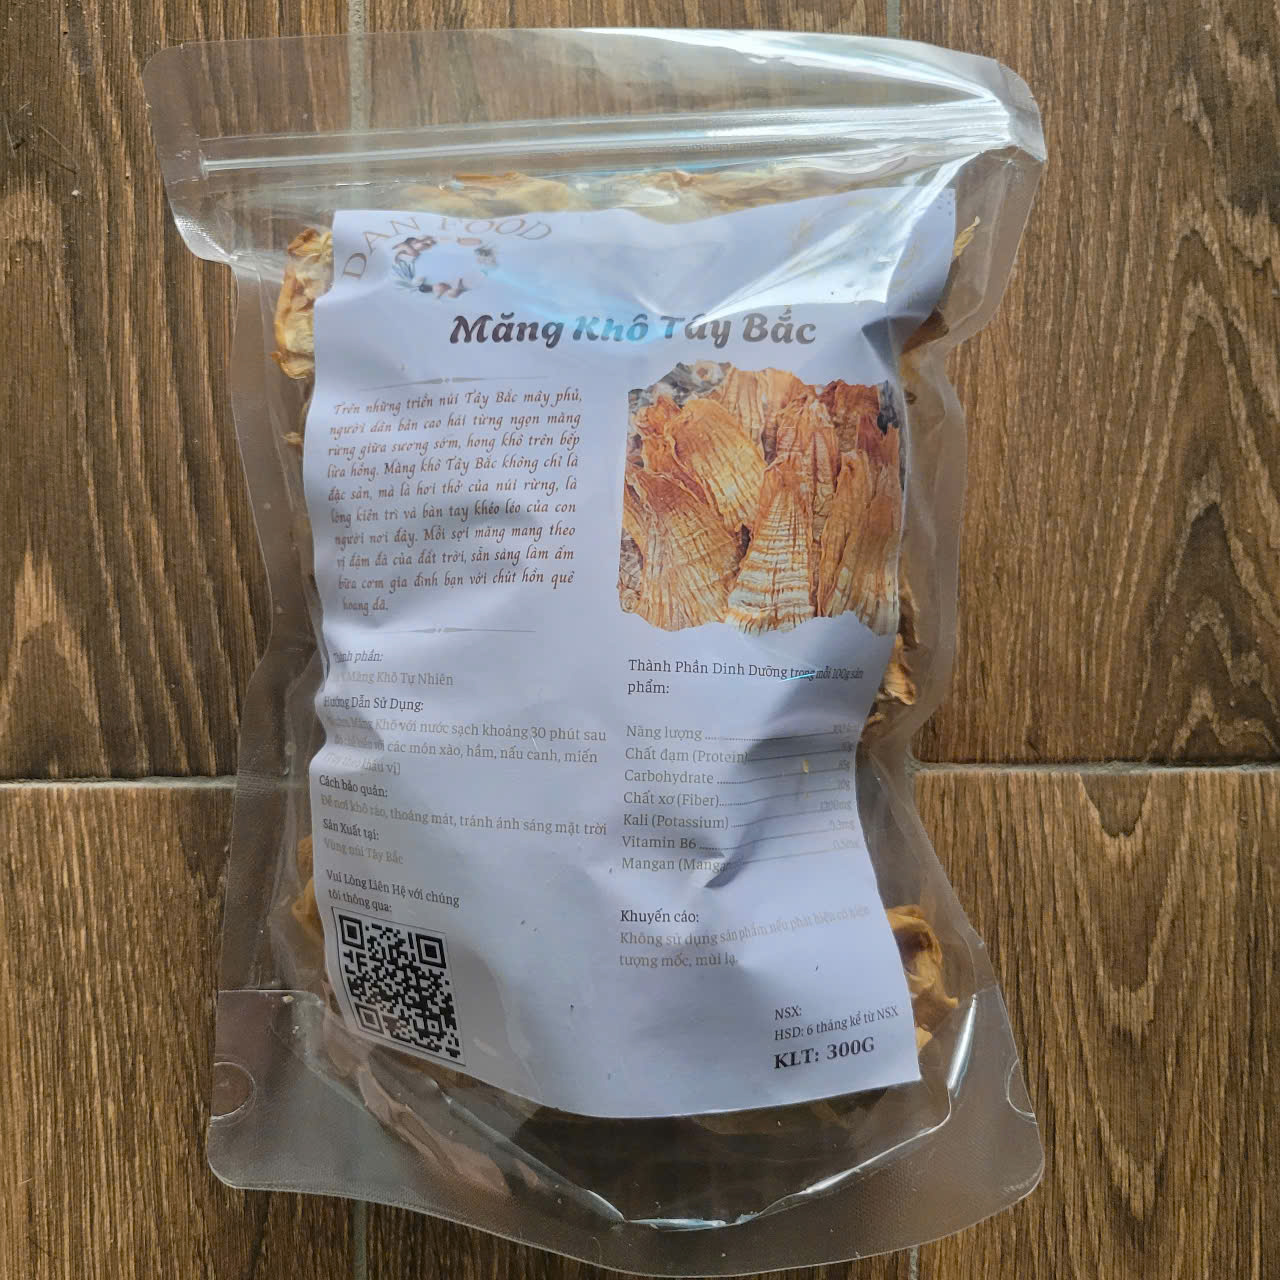 DAN FOOD
Măng Khô Tây Bắc
Trên những triền núi Tây Bắc mây phủ,
người dân bản cao hái từng ngọn măng
rừng giữa sương sớm, hong khô trên bếp
lửa hồng. Măng khô Tây Bắc không chỉ là
đặc sản, mà là hơi thở của núi rừng, là
lòng kiên trì và bàn tay khéo léo của con
người nơi đây. Mỗi sợi măng mang theo
vị đậm đà của đất trời, sẵn sàng làm ấm
bữa cơm gia đình bạn với chút hồn quê
hoang dã.
Thành phần:
Măng Khô Tự Nhiên
Hướng Dẫn Sử Dụng:
Măng Khô với nước sạch khoảng 30 phút sau
các món xào, hầm, nấu canh, miến
khẩu vị)
Cách bảo quản:
Để nơi khô ráo, thoáng mát, tránh ánh sáng mặt trời
Sản Xuất tại:
Vùng núi Tây Bắc
Vui Lòng Liên Hệ với chúng
tôi thông qua:
Thành Phần Dinh Dưỡng trong mỗi 100g sản
phẩm:
Năng lượng
Chất đạm (Protein)
Carbohydrate
Chất xơ (Fiber)
Kali (Potassium)
Vitamin B6
Mangan
Khuyến cáo:
Không sử dụng sản phẩm nếu phát hiện có hiện
tượng mốc, mùi lạ.
NSX:
HSD: 6 tháng kể từ NSX
KLT: 300G